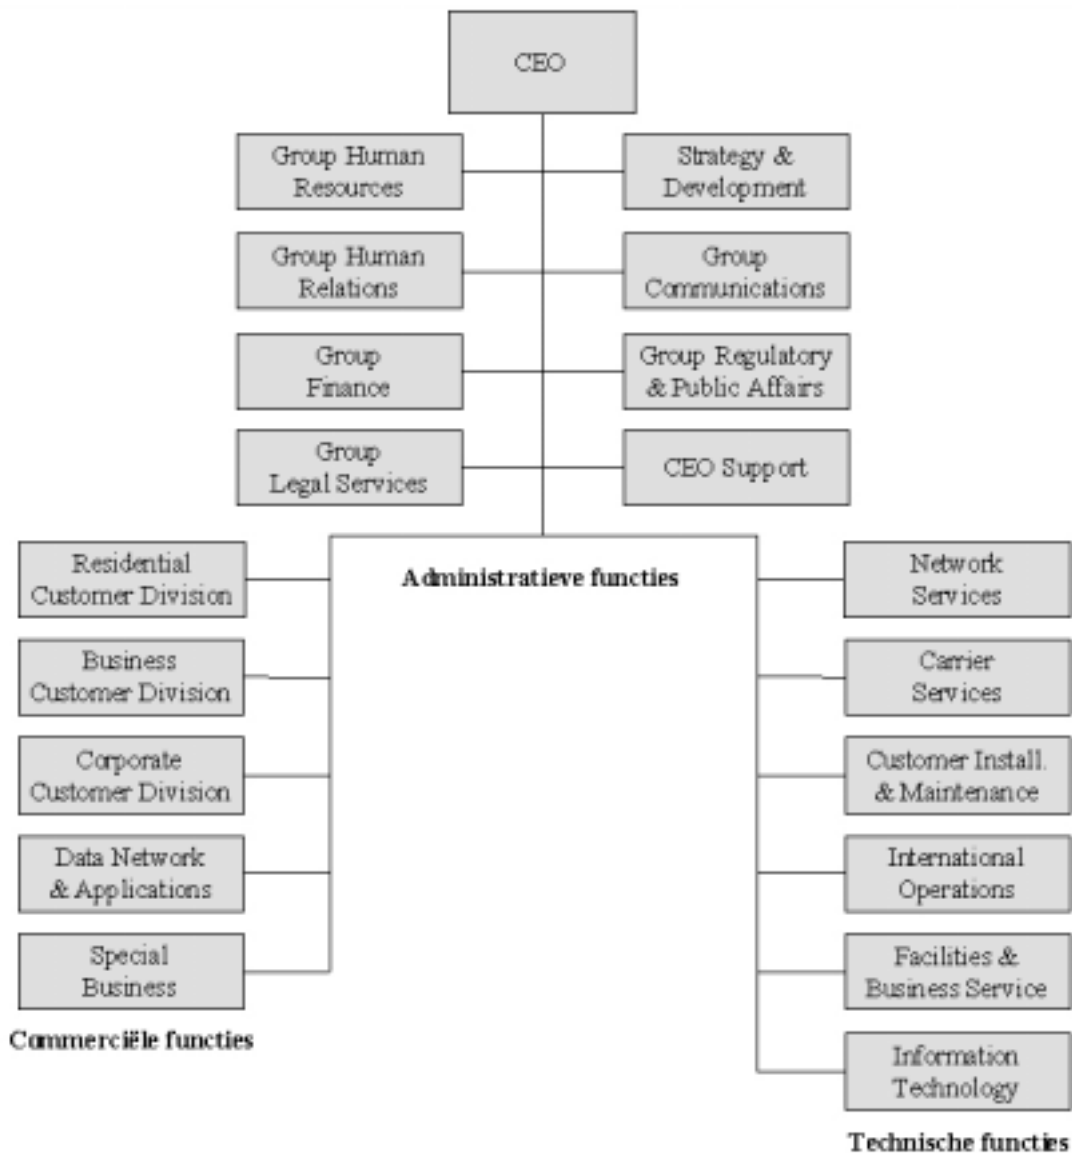 CEO
Group Human
Resources
Strategy &
Development
Group Human
Relations
Group
Communications
Group
Finance
Group Regulatory
& Public Affairs
Group
Legal Services
CEO Support
Administratieve functies
Residential
Customer Division
Business
Customer Division
Corporate
Customer Division
Data Network
& Applications
Special
Business
Commerciële functies
Network
Services
Carrier
Services
Customer Install.
& Maintenance
International
Operations
Facilities &
Business Service
Information
Technology
Technische functies